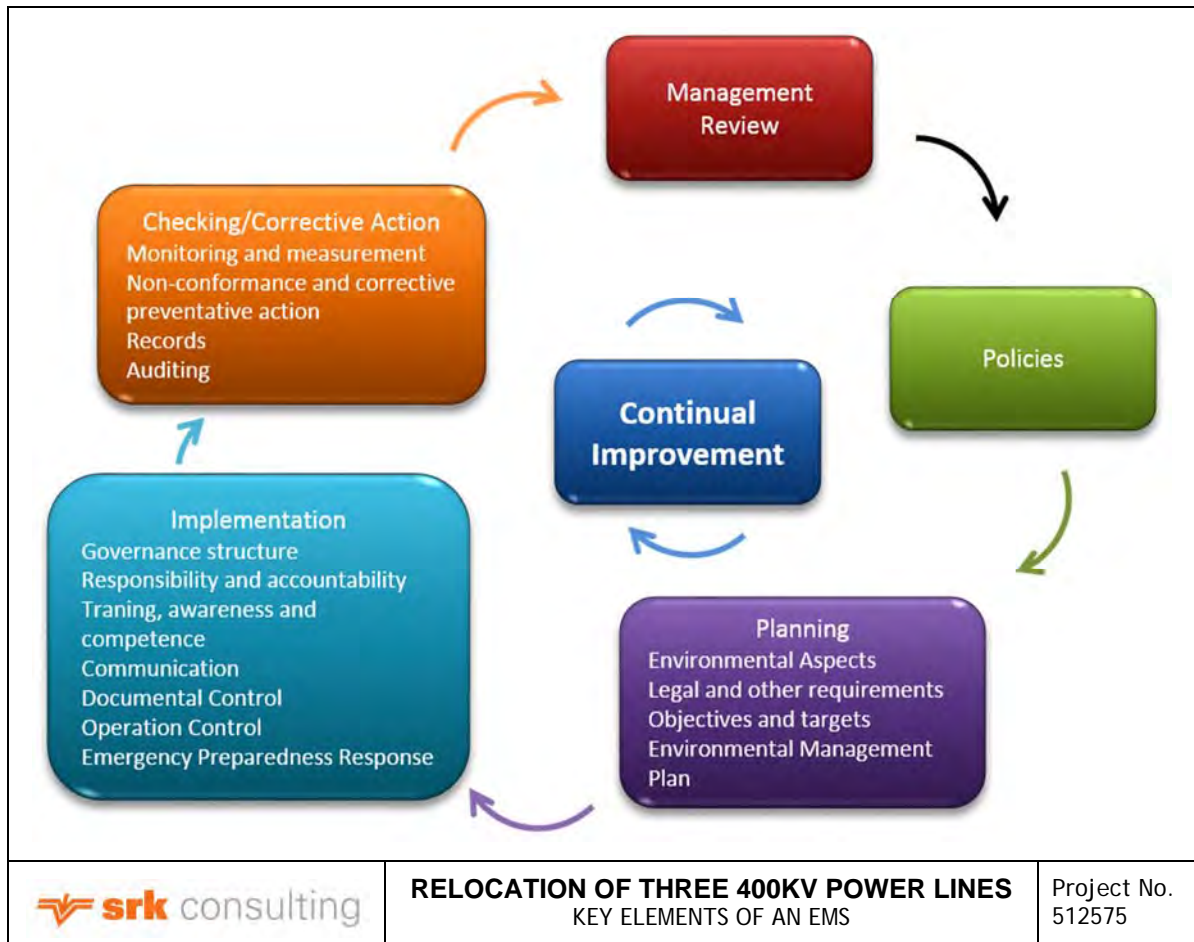 Management
Review
Checking/Corrective Action
Monitoring and measurement
Non-conformance and corrective
preventative action
Records
Auditing
Policies
Continual
Improvement
Implementation
Governance structure
Responsibility and accountability
Traning, awareness and
competence
Communication
Documental Control
Operation Control
Emergency Preparedness Response
Planning
Environmental Aspects
Legal and other requirements
Objectives and targets
Environmental Management
Plan
srk consulting
RELOCATION OF THREE 400KV POWER LINES
KEY ELEMENTS OF AN EMS
Project No.
512575